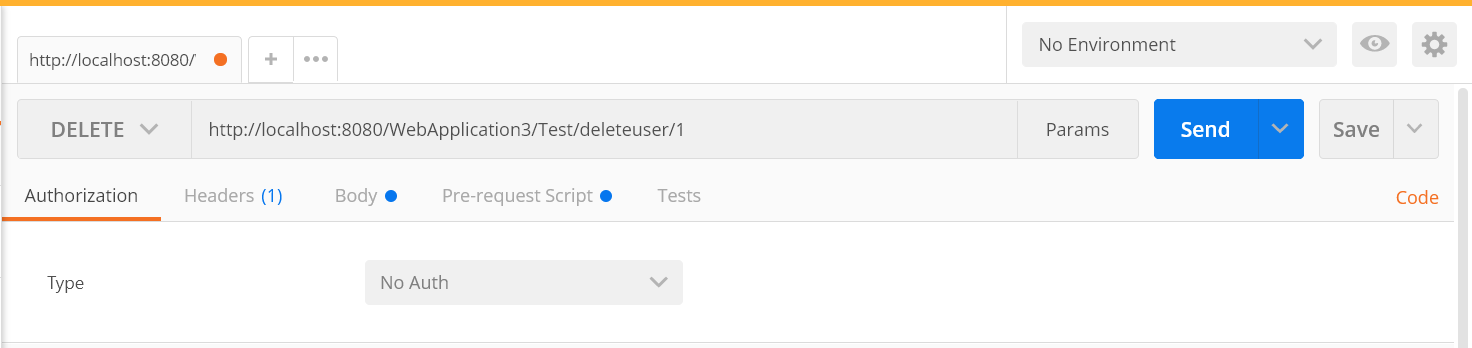 http://localhost:8080/
No Environment
DELETE http://localhost:8080/WebApplication3/Test/deleteuser/1 Params Send Save
Authorization Headers (1) Body Pre-request Script Tests Code
Type No Auth